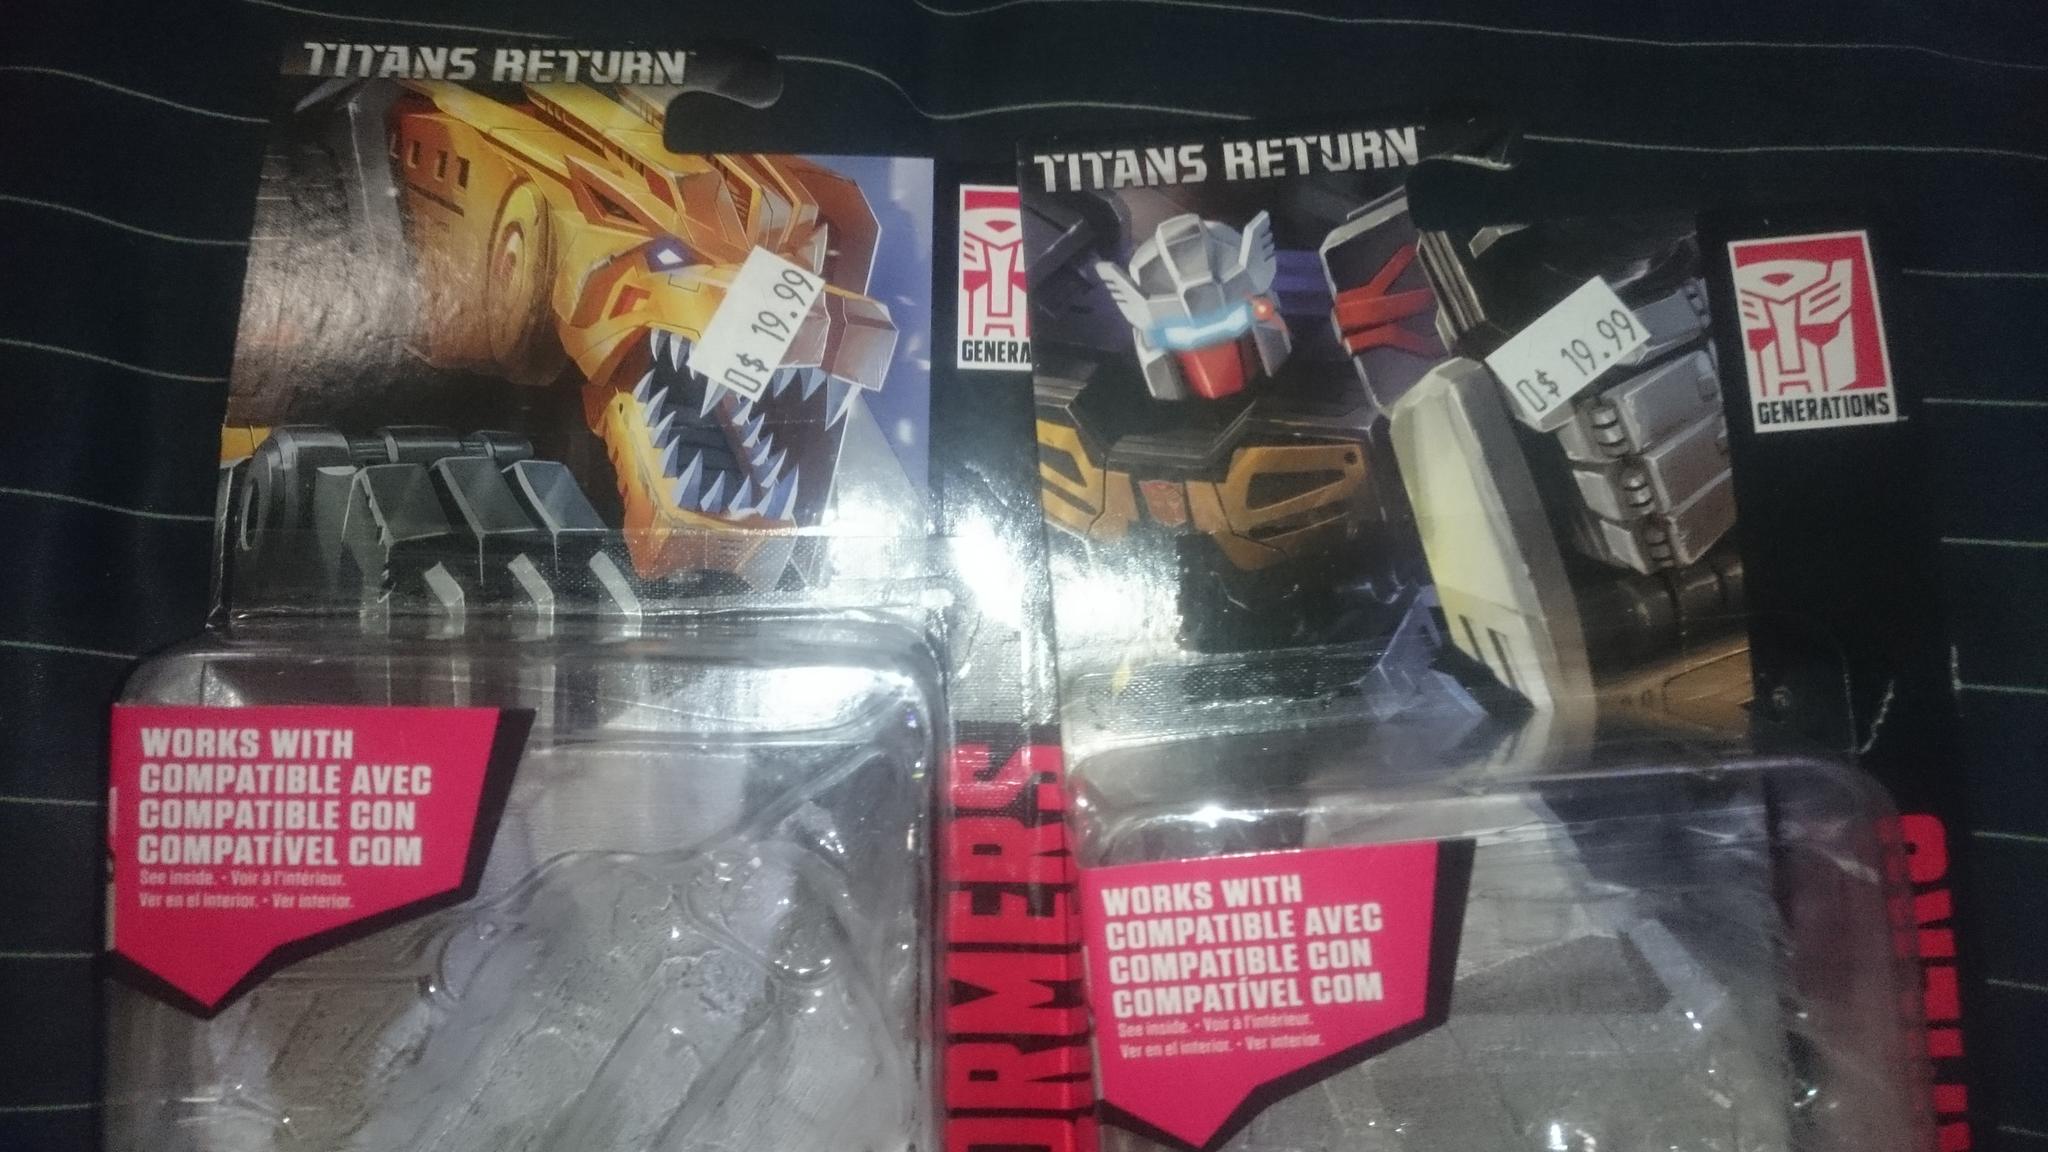 TITANS RETURN
D$ 19.99
GENERA
WORKS WITH
COMPATIBLE AVEC
COMPATIBLE CON
COMPATÍVEL COM
See inside. • Voir à l'intérieur.
Ver en el interior. • Ver interior.
ORMERS
TITANS RETURN
D$ 19.99
GENERATIONS
WORKS WITH
COMPATIBLE AVEC
COMPATIBLE CON
COMPATÍVEL COM
See inside. • Voir à l'intérieur.
Ver en el interior. • Ver interior.